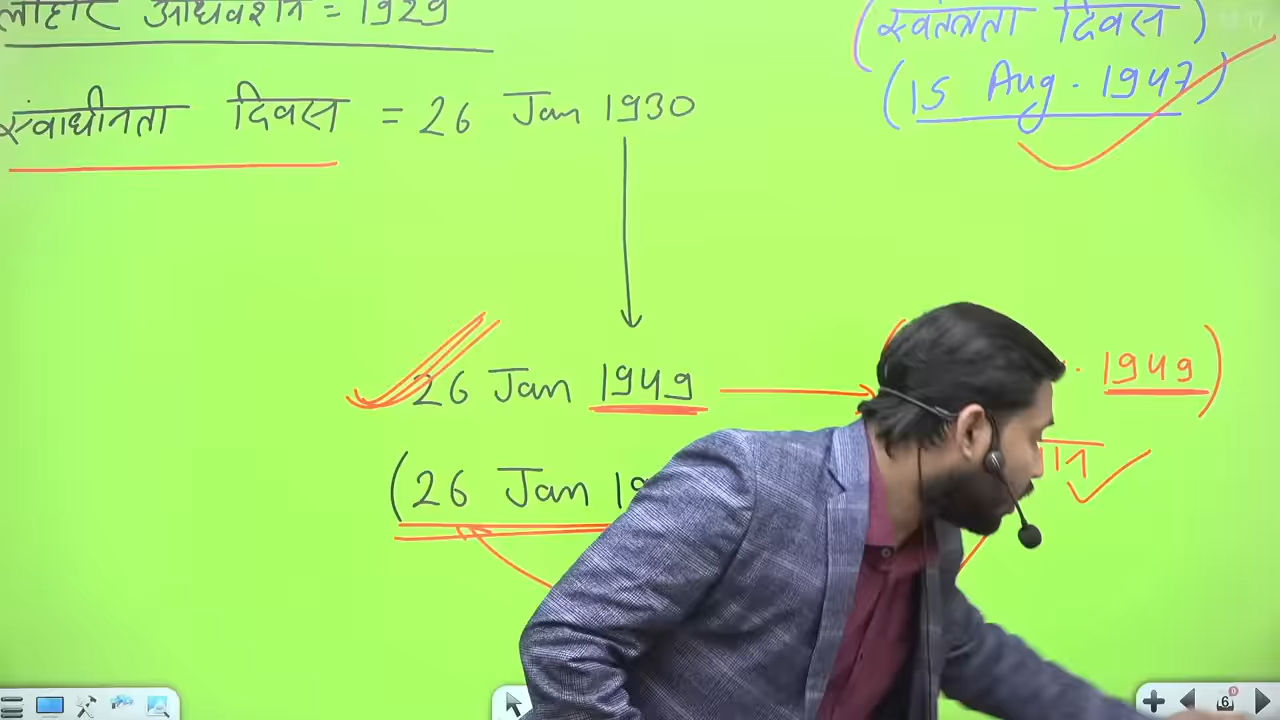 लाहौर अधिवेशन = 1929
(स्वतंत्रता दिवस)
(15 Aug. 1947)
स्वाधीनता दिवस = 26 Jan 1930
26 Jan 1949
. 1949)
(26 Jan
6